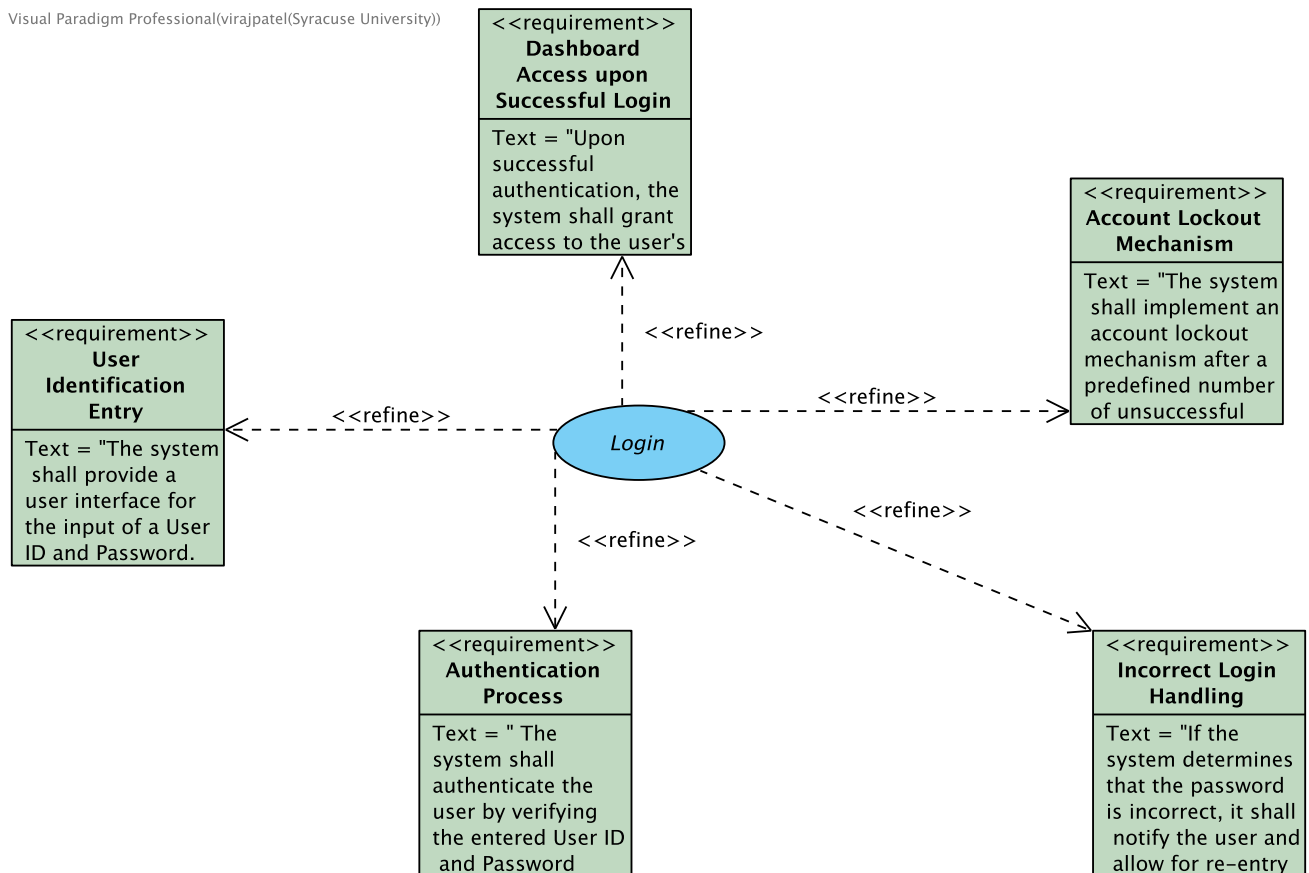 Visual Paradigm Professional(virajpatel(Syracuse University))
<<requirement>>
Dashboard
Access upon
Successful Login
Text = "Upon
successful
authentication, the
system shall grant
access to the user's
<<requirement>>
Account Lockout
Mechanism
Text = "The system
shall implement an
account lockout
mechanism after a
predefined number
of unsuccessful
<<refine>>
<<requirement>>
User
Identification
Entry
Text = "The system
shall provide a
user interface for
the input of a User
ID and Password.
<<refine>>
<<refine>>
Login
<<refine>>
<<refine>>
<<requirement>>
Authentication
Process
Text = " The
system shall
authenticate the
user by verifying
the entered User ID
and Password
<<requirement>>
Incorrect Login
Handling
Text = "If the
system determines
that the password
is incorrect, it shall
notify the user and
allow for re-entry